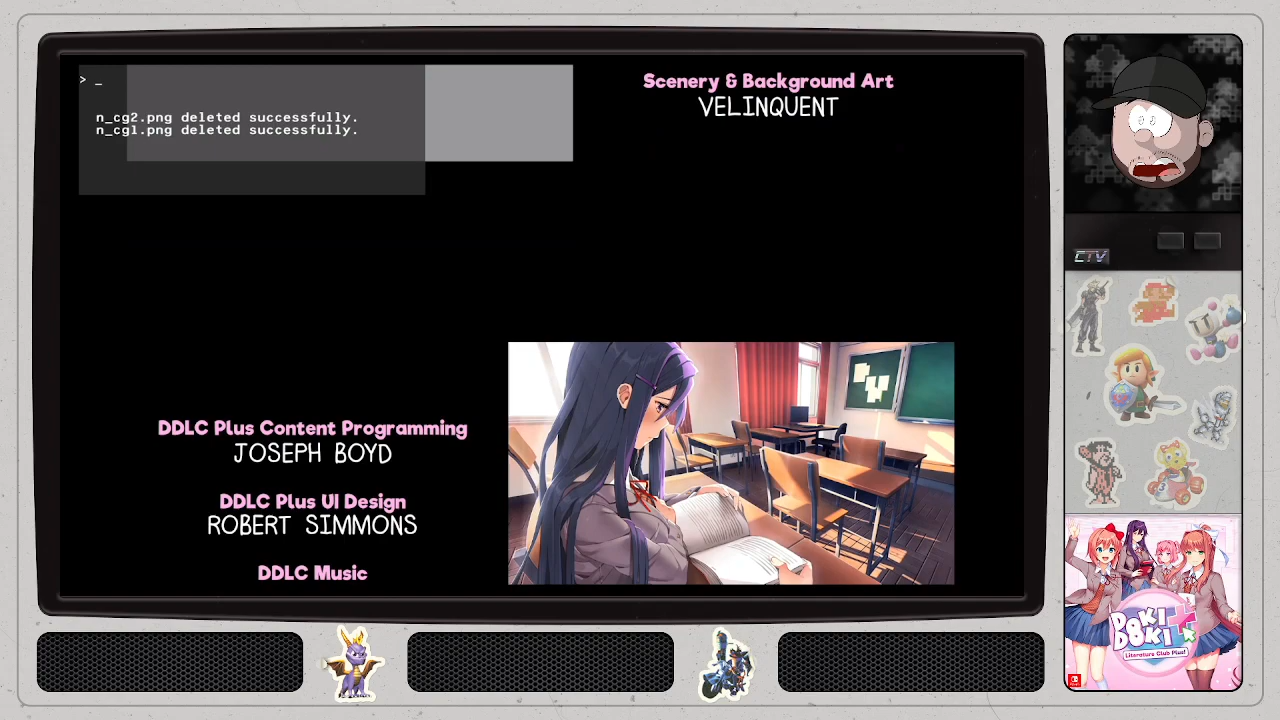 > _
n_cg2.png deleted successfully.
n_cg1.png deleted successfully.
Scenery & Background Art
VELINQUENT
DDLC Plus Content Programming
JOSEPH BOYD
DDLC Plus UI Design
ROBERT SIMMONS
DDLC Music
CTV
DOKI
DOKI
Literature Club Plus!